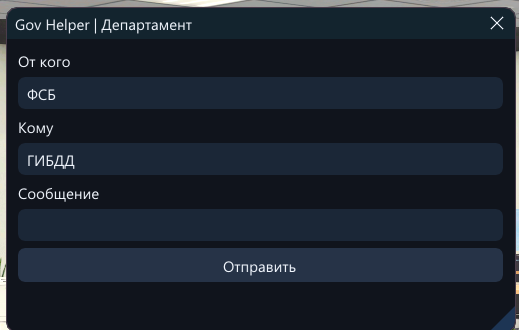 Gov Helper | Департамент
От кого
ФСБ
Кому
ГИБДД
Сообщение
Отправить